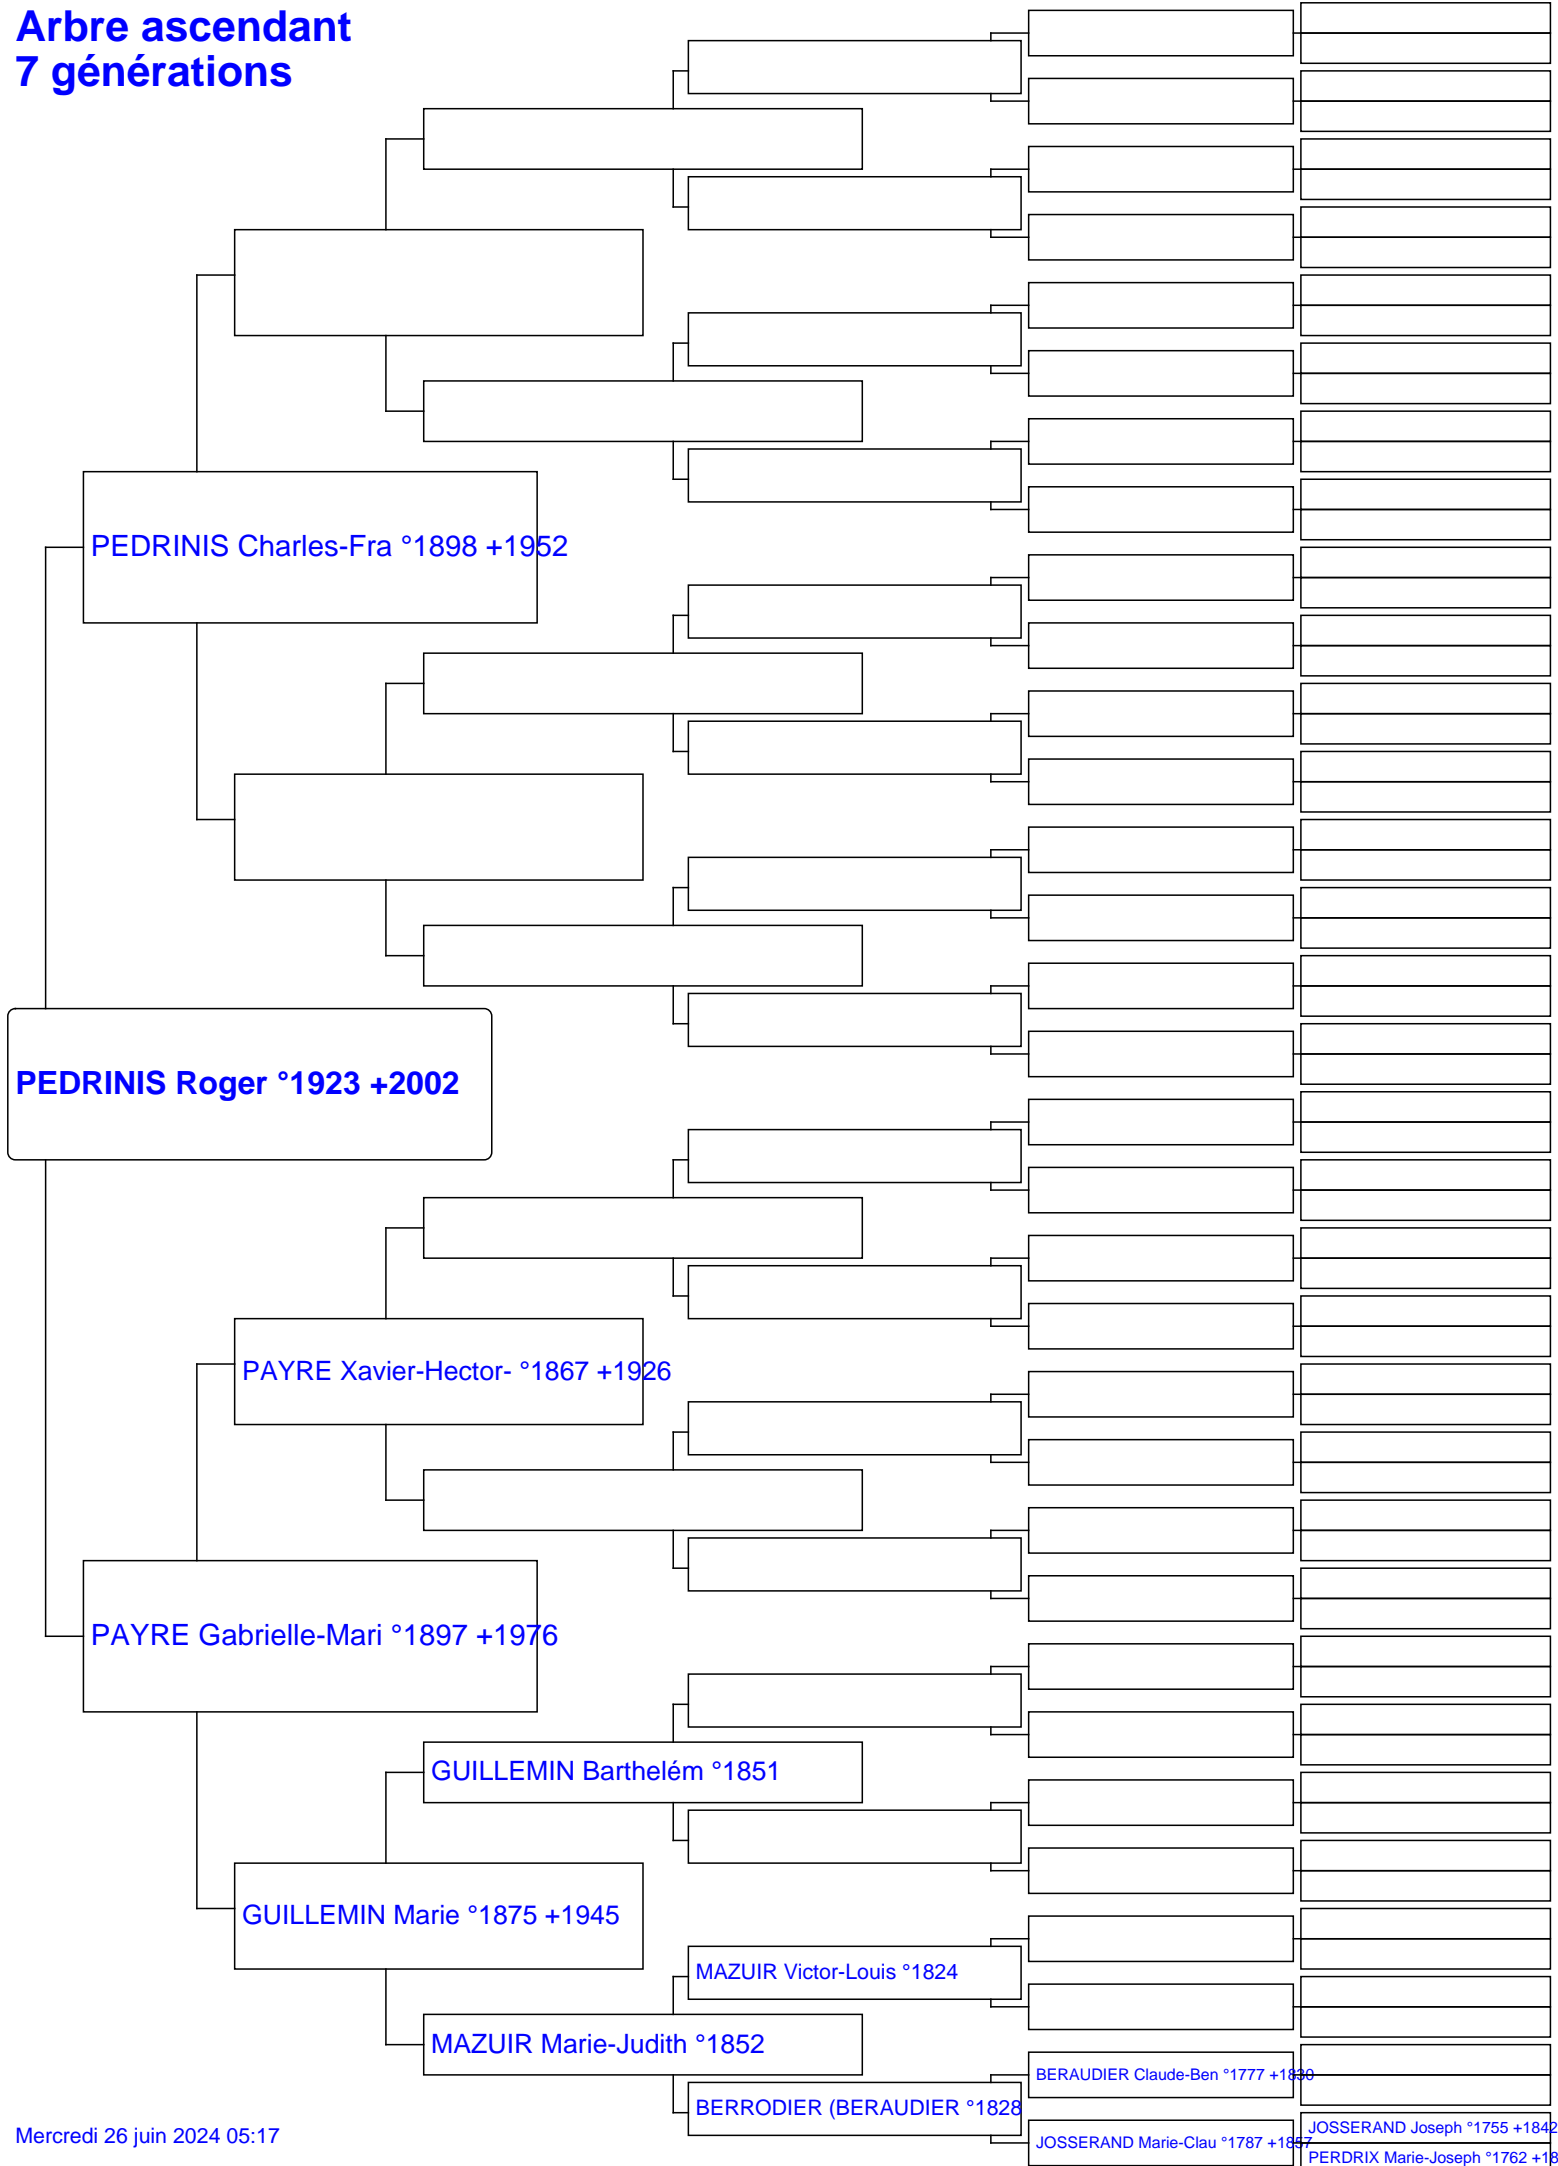 Arbre ascendant
7 générations
PEDRINIS Charles-Fra °1898 +1952
PEDRINIS Roger °1923 +2002
PAYRE Xavier-Hector- °1867 +1926
PAYRE Gabrielle-Mari °1897 +1976
GUILLEMIN Barthelém °1851
GUILLEMIN Marie °1875 +1945
MAZUIR Victor-Louis °1824
MAZUIR Marie-Judith °1852
BERAUDIER Claude-Ben °1777 +1830
BERRODIER (BERAUDIER °1828
JOSSERAND Marie-Clau °1787 +1857
JOSSERAND Joseph °1755 +1842
PERDRIX Marie-Joseph °1762 +18
Mercredi 26 juin 2024 05:17